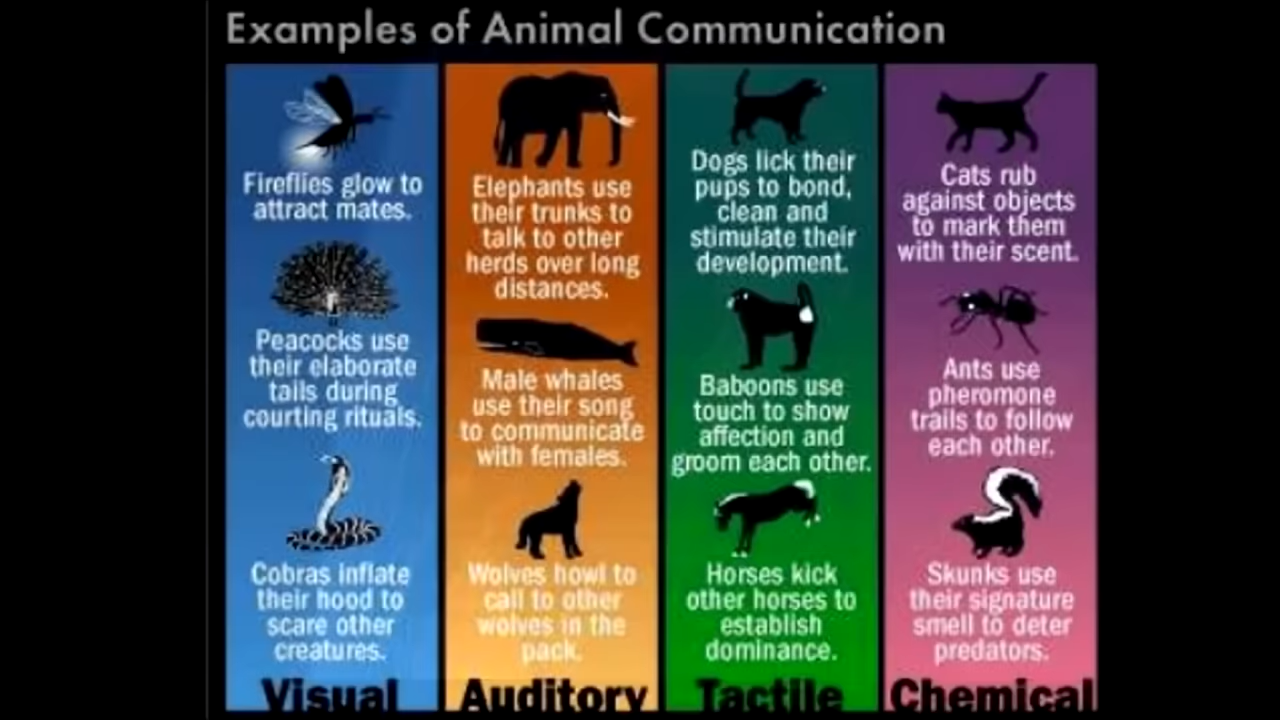 Examples of Animal Communication
Fireflies glow to
attract mates.
Peacocks use
their elaborate
tails during
courting rituals.
Cobras inflate
their hood to
scare other
creatures.
Visual
Elephants use
their trunks to
talk to other
herds over long
distances.
Male whales
use their song
to communicate
with females.
Wolves howl to
call to other
wolves in the
pack.
Auditory
Dogs lick their
pups to bond,
clean and
stimulate their
development.
Baboons use
touch to show
affection and
groom each other.
Horses kick
other horses to
establish
dominance.
Tactile
Cats rub
against objects
to mark them
with their scent.
Ants use
pheromone
trails to follow
each other.
Skunks use
their signature
smell to deter
predators.
Chemical